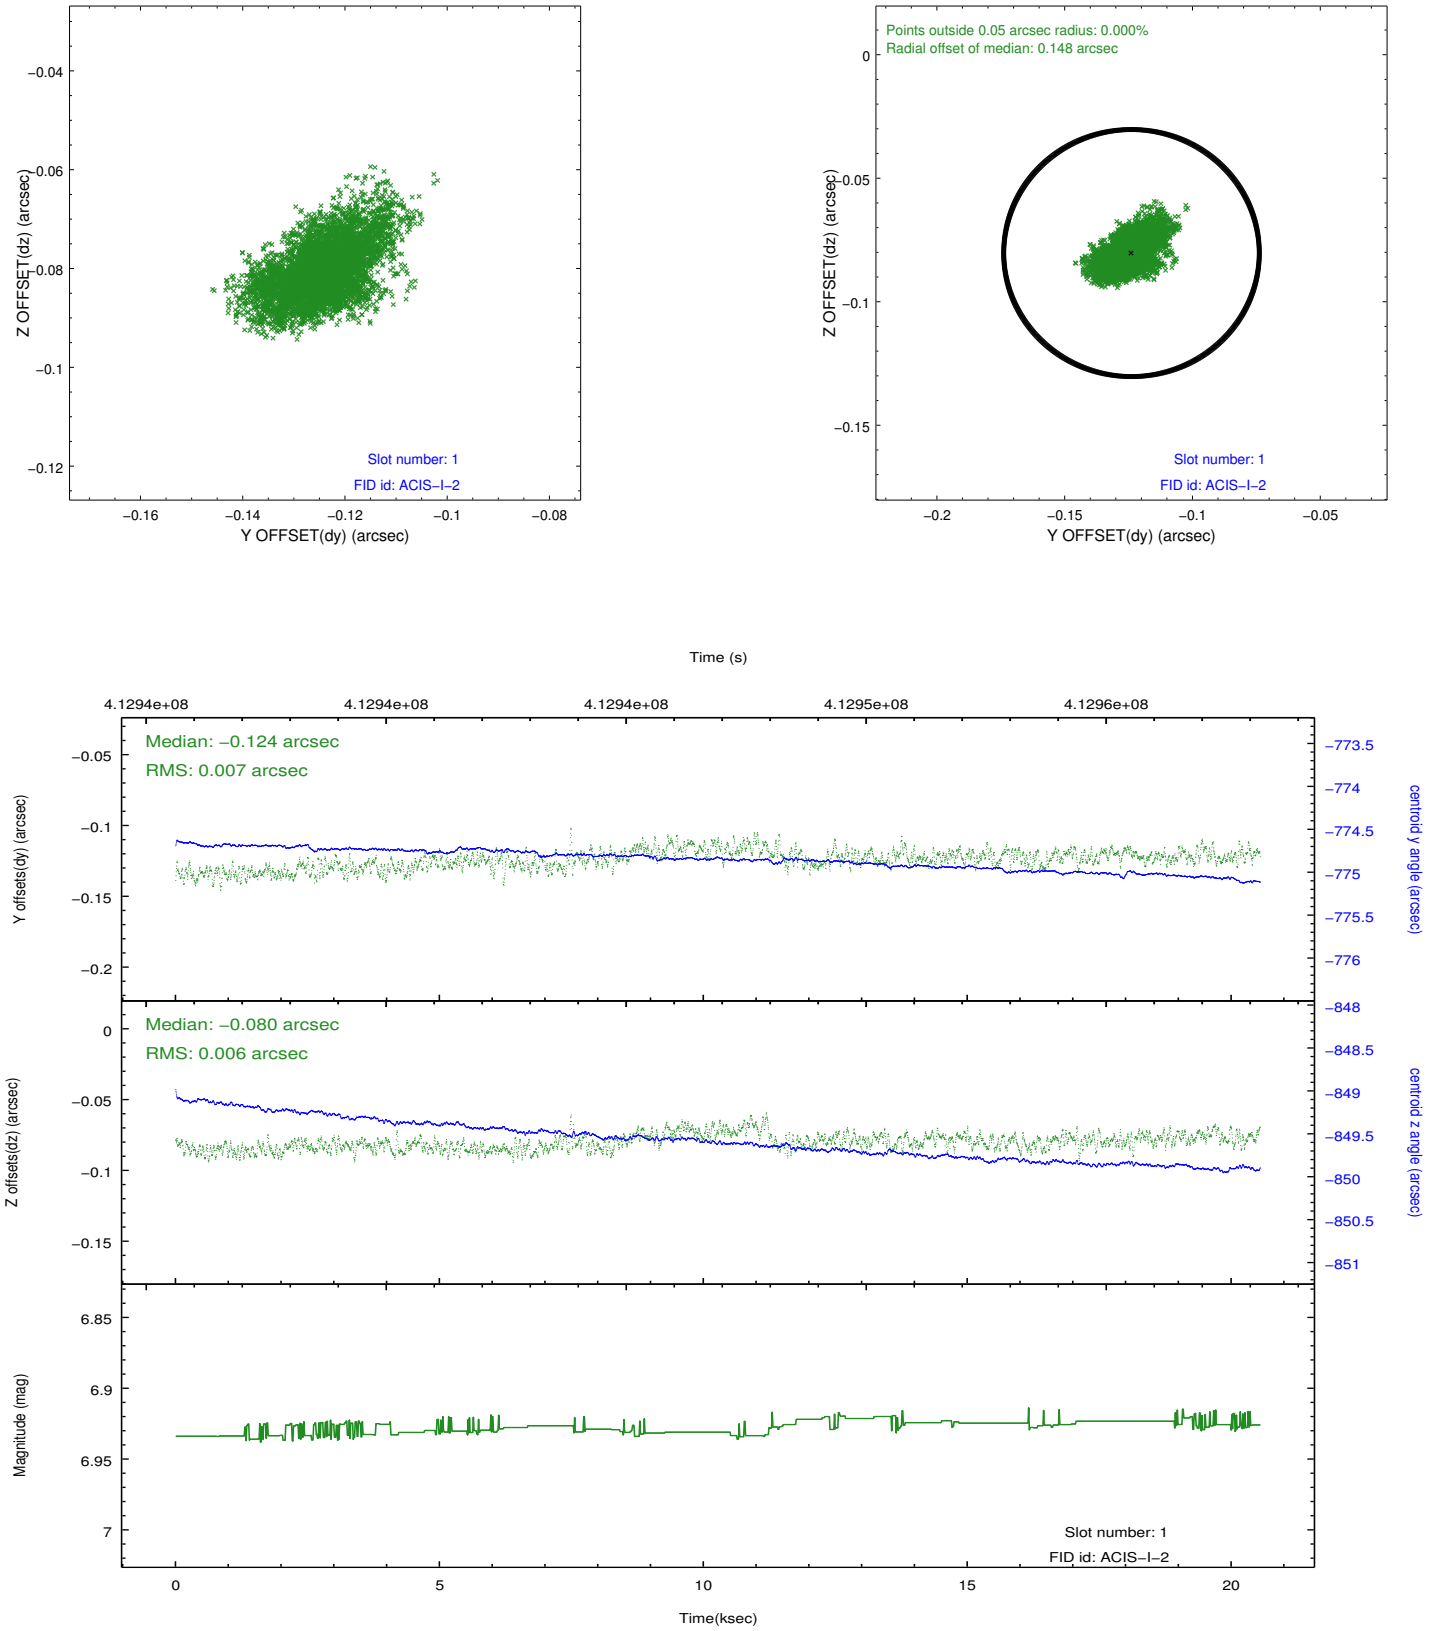 −0.04
−0.06
−0.08
−0.1
−0.12
Z OFFSET(dz) (arcsec)
Slot number: 1
FID id: ACIS−I−2
−0.16 −0.14 −0.12 −0.1 −0.08
Y OFFSET(dy) (arcsec)
Points outside 0.05 arcsec radius: 0.000%
Radial offset of median: 0.148 arcsec
0
−0.05
−0.1
−0.15
Z OFFSET(dz) (arcsec)
Slot number: 1
FID id: ACIS−I−2
−0.2 −0.15 −0.1 −0.05
Y OFFSET(dy) (arcsec)
Time (s)
4.1294e+08 4.1294e+08 4.1294e+08 4.1295e+08 4.1296e+08
Median: −0.124 arcsec
RMS: 0.007 arcsec
−0.05
−0.1
−0.15
−0.2
Y offsets(dy) (arcsec)
−773.5
−774
−774.5
−775
−775.5
−776
centroid y angle (arcsec)
Median: −0.080 arcsec
RMS: 0.006 arcsec
0
−0.05
−0.1
−0.15
Z offsets(dz) (arcsec)
−848
−848.5
−849
−849.5
−850
−850.5
−851
centroid z angle (arcsec)
6.85
6.9
6.95
7
Magnitude (mag)
Slot number: 1
FID id: ACIS−I−2
0 5 10 15 20
Time(ksec)